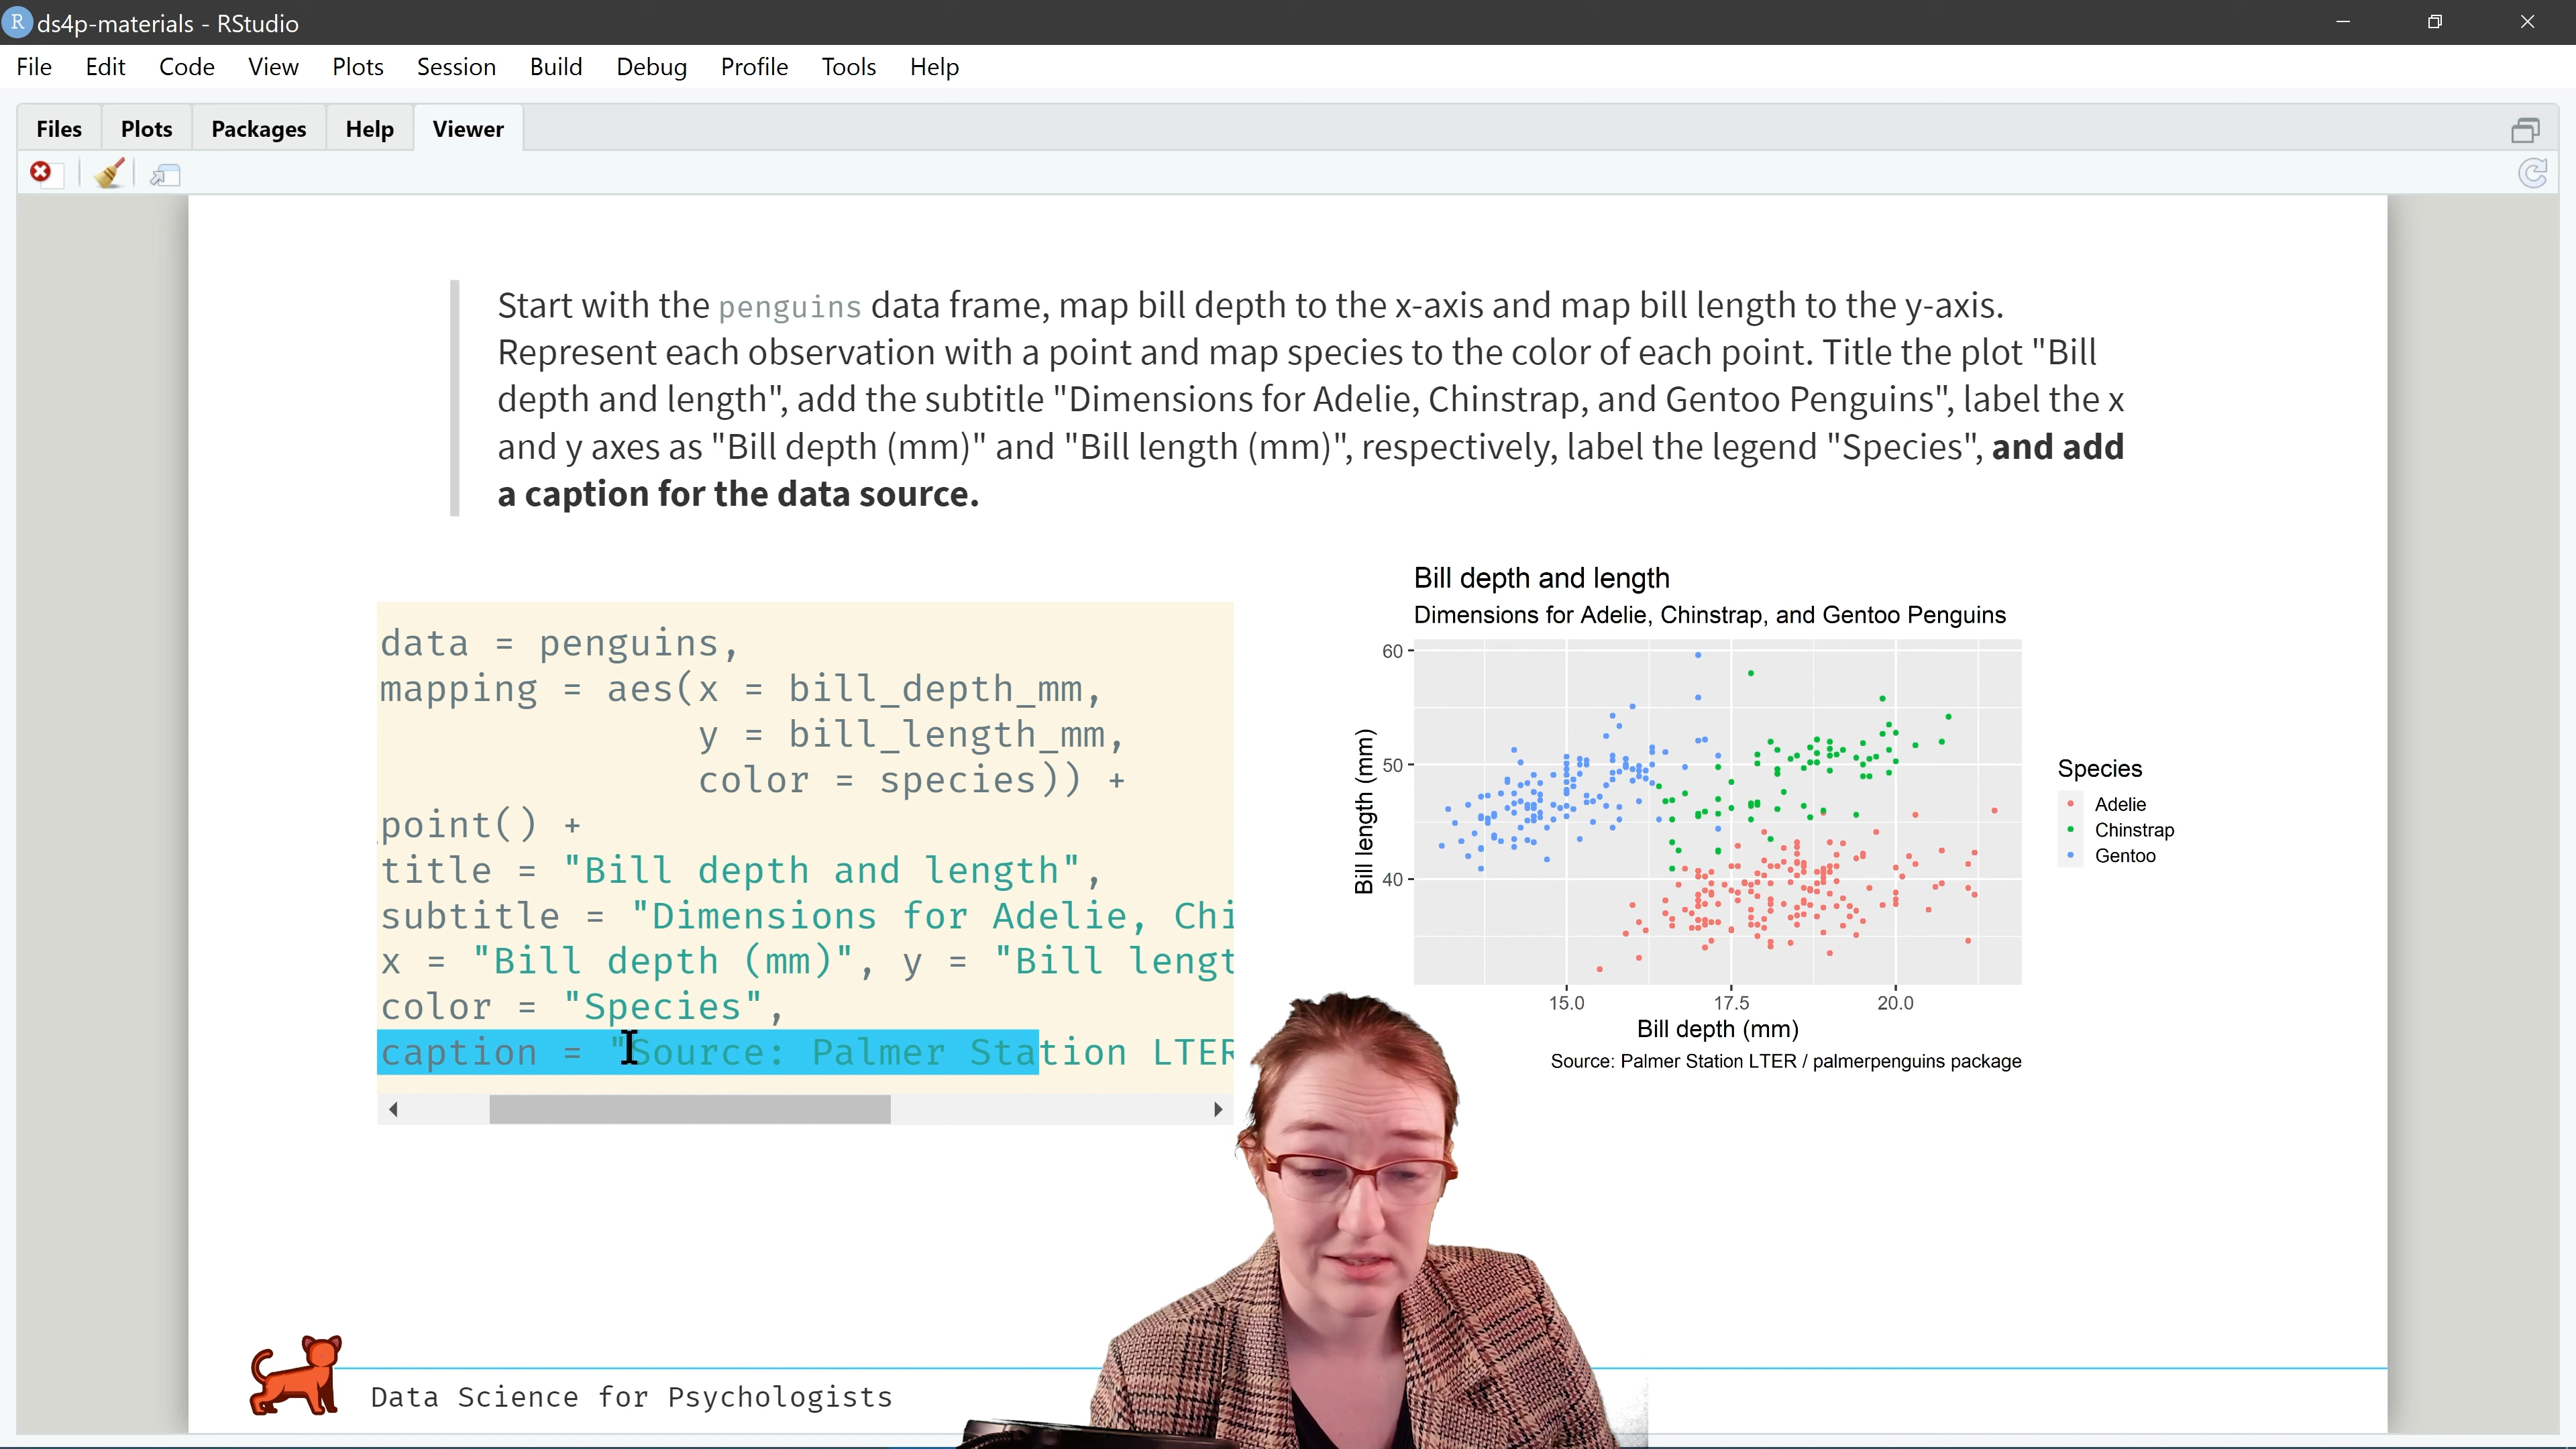 R ds4p-materials - RStudio
File Edit Code View Plots Session Build Debug Profile Tools Help
Files Plots Packages Help Viewer
Start with the penguins data frame, map bill depth to the x-axis and map bill length to the y-axis.
Represent each observation with a point and map species to the color of each point. Title the plot "Bill
depth and length", add the subtitle "Dimensions for Adelie, Chinstrap, and Gentoo Penguins", label the x
and y axes as "Bill depth (mm)" and "Bill length (mm)", respectively, label the legend "Species", and add
a caption for the data source.
data = penguins,
mapping = aes(x = bill_depth_mm,
y = bill_length_mm,
color = species)) +
point() +
title = "Bill depth and length",
subtitle = "Dimensions for Adelie, Chi
x = "Bill depth (mm)", y = "Bill lengt
color = "Species",
caption = "Source: Palmer Station LTER
Bill depth and length
Dimensions for Adelie, Chinstrap, and Gentoo Penguins
60
50
40
Bill length (mm)
15.0 17.5 20.0
Bill depth (mm)
Source: Palmer Station LTER / palmerpenguins package
Species
Adelie
Chinstrap
Gentoo
Data Science for Psychologists